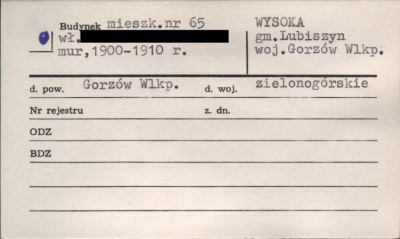 Budynek mieszk.nr 65
wł.
mur, 1900-1910 r.
WYSOKA
gm.Lubiszyn
woj.Gorzów Wlkp.
d. pow. Gorzów Wlkp. d. woj. zielonogórskie
Nr rejestru z. dn.
ODZ
BDZ